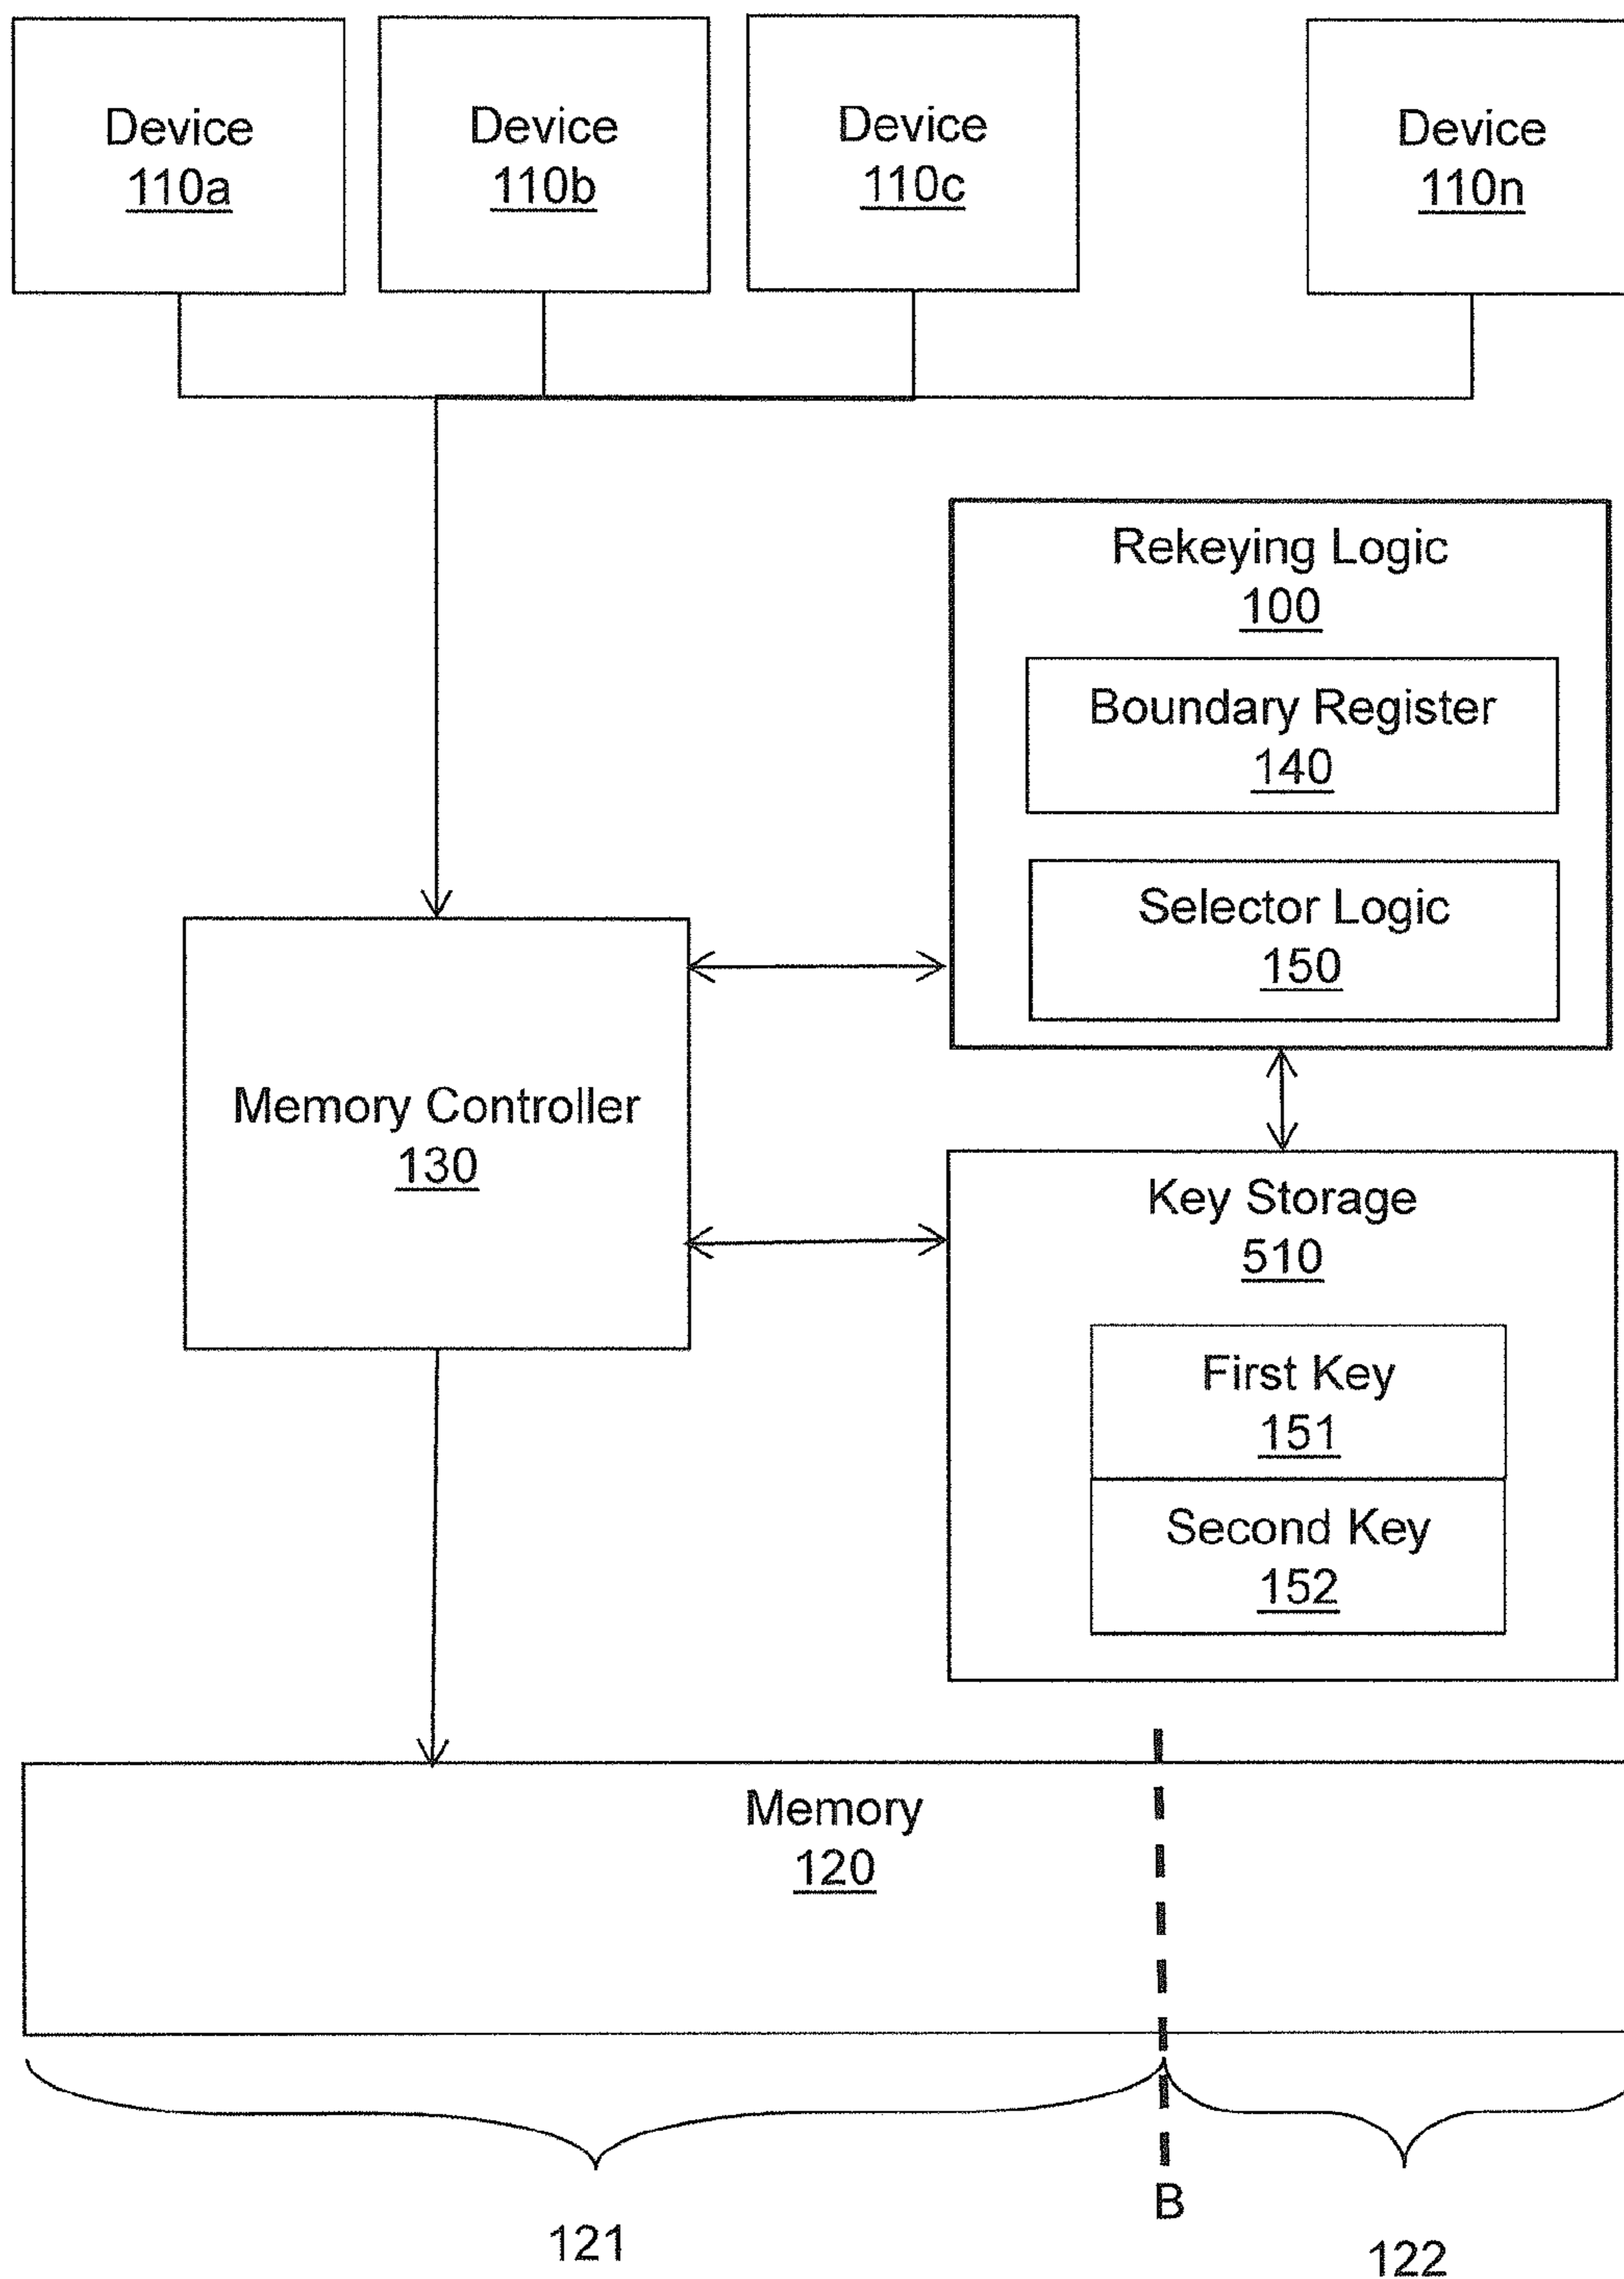 Device
110a
Device
110b
Device
110c
Device
110n
Rekeying Logic
100
Boundary Register
140
Selector Logic
150
Memory Controller
130
Key Storage
510
First Key
151
Second Key
152
Memory
120
B
121
122